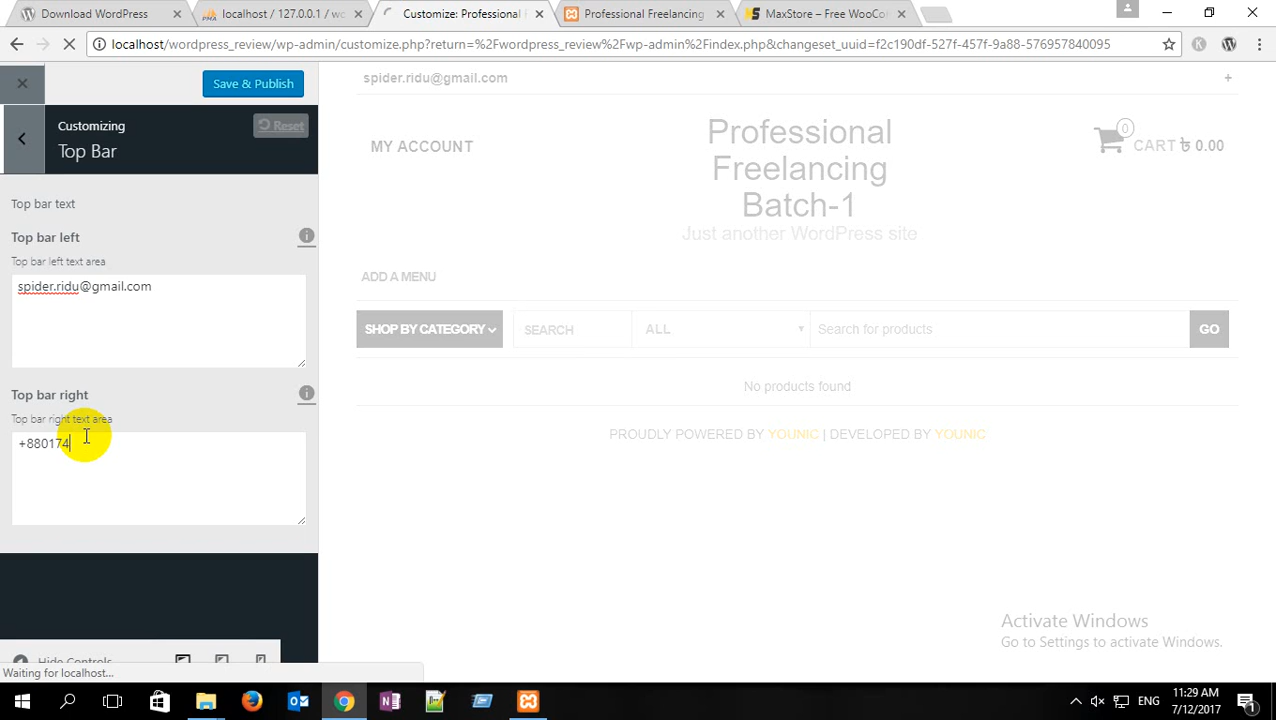 Download WordPress
localhost / 127.0.0.1 / wc
Customize: Professional F
Professional Freelancing
MaxStore – Free WooCo
localhost/wordpress_review/wp-admin/customize.php?return=%2Fwordpress_review%2Fwp-admin%2Findex.php&changeset_uuid=f2c190df-527f-457f-9a88-576957840095
Save & Publish
Customizing
Reset
Top Bar
Top bar text
Top bar left
Top bar left text area
spider.ridu@gmail.com
Top bar right
Top bar right text area
+880174
Hide Controls
Waiting for localhost...
spider.ridu@gmail.com
+
MY ACCOUNT
Professional
Freelancing
Batch-1
Just another WordPress site
0
CART ৳ 0.00
ADD A MENU
SHOP BY CATEGORY
SEARCH
ALL
Search for products
GO
No products found
PROUDLY POWERED BY YOUNIC | DEVELOPED BY YOUNIC
Activate Windows
Go to Settings to activate Windows.
ENG
11:29 AM
7/12/2017
1